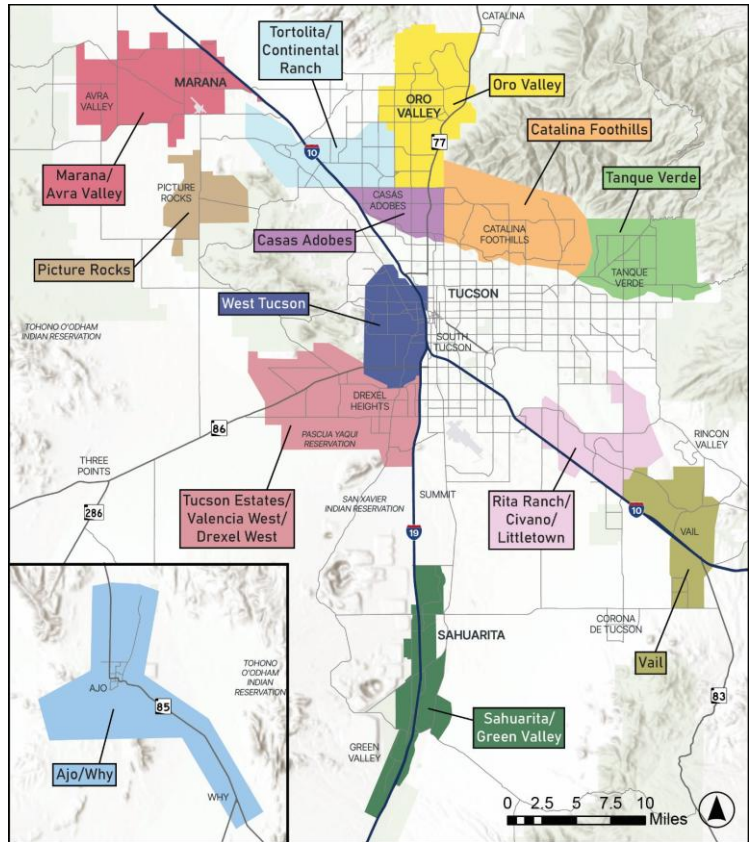 CATALINA
Tortolita/
Continental
Ranch
MARANA
AVRA
VALLEY
ORO
VALLEY
Oro Valley
77
10
Catalina Foothills
Marana/
Avra Valley
PICTURE
ROCKS
CASAS
ADOBES
Tanque Verde
CATALINA
FOOTHILLS
Casas Adobes
TANQUE
VERDE
Picture Rocks
West Tucson
TUCSON
TOHONO O'ODHAM
INDIAN RESERVATION
SOUTH
TUCSON
DREXEL
HEIGHTS
86
PASCUA YAQUI
RESERVATION
RINCON
VALLEY
THREE
POINTS
286
Tucson Estates/
Valencia West/
Drexel West
SAN XAVIER
INDIAN RESERVATION
SUMMIT
Rita Ranch/
Civano/
Littletown
10
19
VAIL
CORONA
DE TUCSON
SAHUARITA
Vail
83
TOHONO
O'ODHAM
INDIAN
RESERVATION
AJO
85
Sahuarita/
Green Valley
GREEN
VALLEY
Ajo/Why
WHY
0 2.5 5 7.5 10
Miles